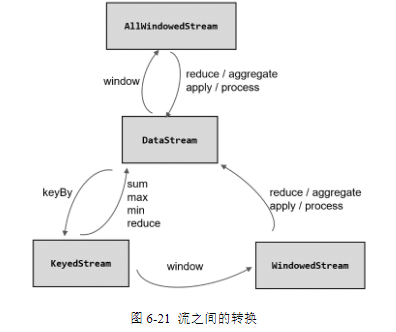 AllWindowedStream
window
reduce / aggregate
apply / process
DataStream
keyBy
sum
max
min
reduce
reduce / aggregate
apply / process
KeyedStream
window
WindowedStream
图 6-21 流之间的转换